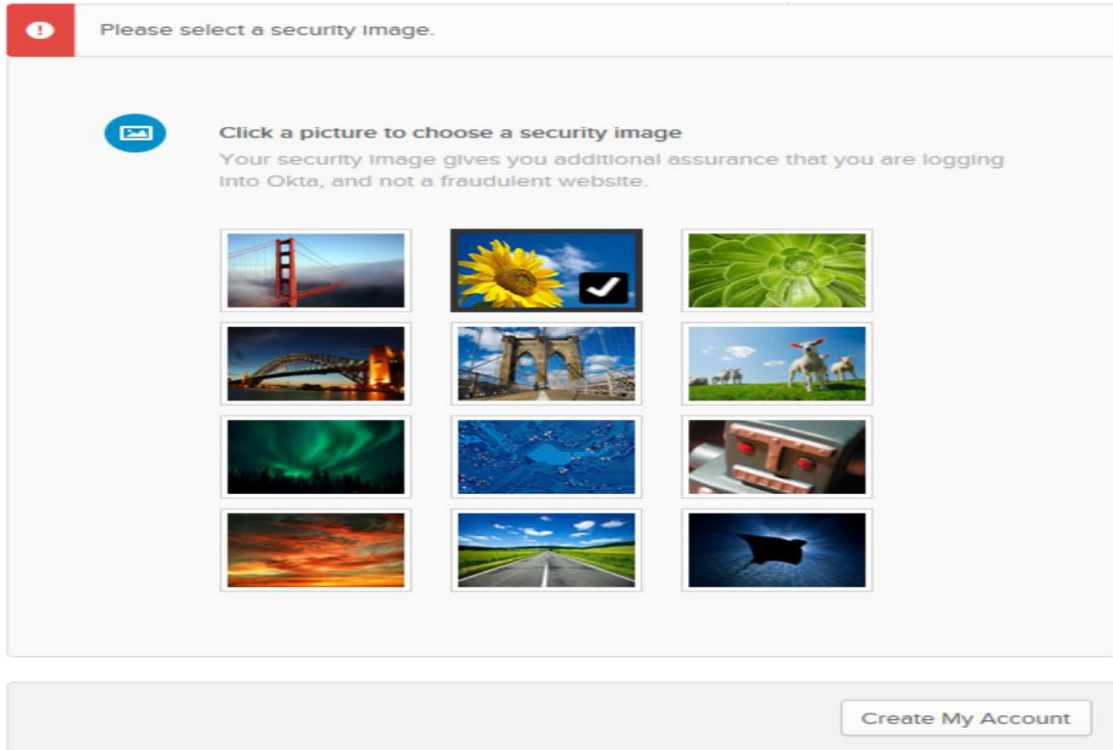 Please select a security image.
Click a picture to choose a security image
Your security image gives you additional assurance that you are logging
into Okta, and not a fraudulent website.
Create My Account